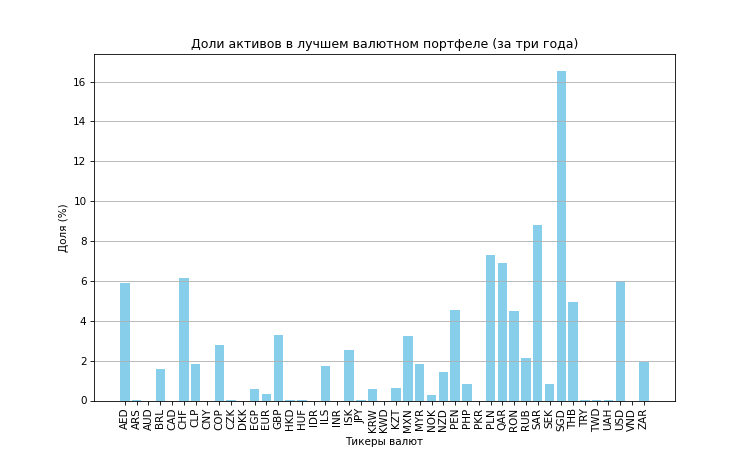 Доли активов в лучшем валютном портфеле (за три года)
Доля (%)
16
14
12
10
8
6
4
2
0
AED ARS AUD BRL CAD CHF CLP CNY COP CZK DKK EGP EUR GBP HKD HUF IDR ILS INR ISK JPY KRW KWD KZT MXN MYR NOK NZD PEN PHP PKR PLN QAR RON RUB SAR SEK SGD THB TRY TWD UAH USD VND ZAR
Тикеры валют